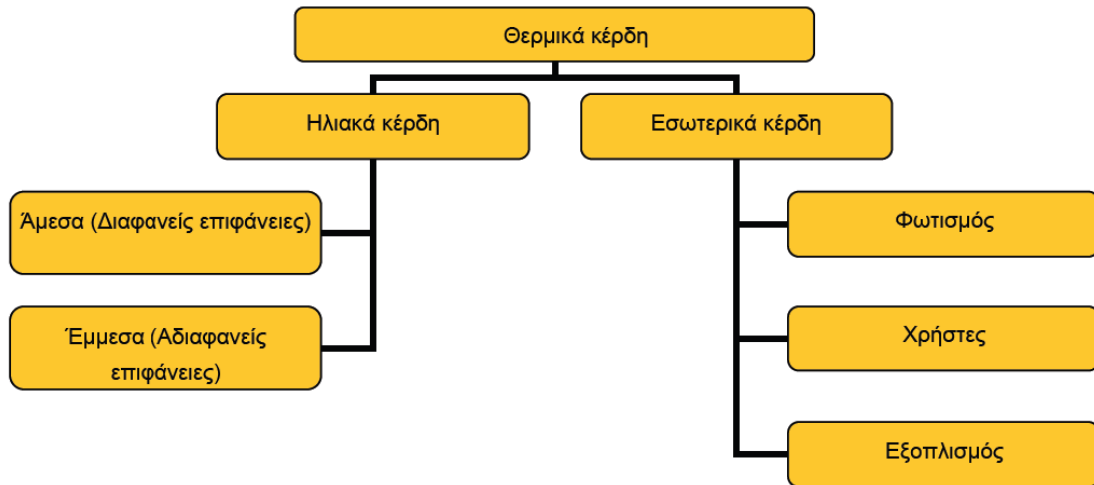 Θερμικά κέρδη
Ηλιακά κέρδη
Εσωτερικά κέρδη
Άμεσα (Διαφανείς επιφάνειες)
Έμμεσα (Αδιαφανείς
επιφάνειες)
Φωτισμός
Χρήστες
Εξοπλισμός